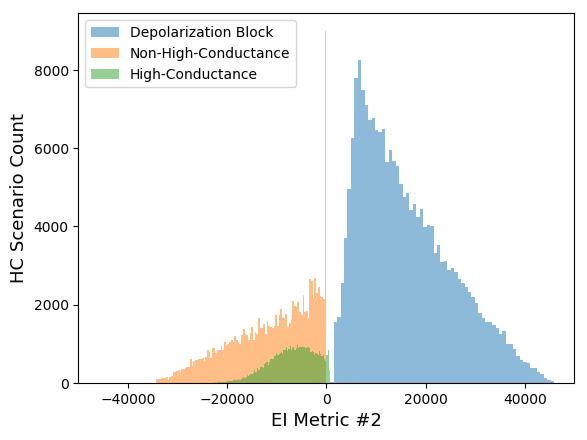 Depolarization Block
Non-High-Conductance
High-Conductance
HC Scenario Count
8000
6000
4000
2000
0
−40000 −20000 0 20000 40000
EI Metric #2